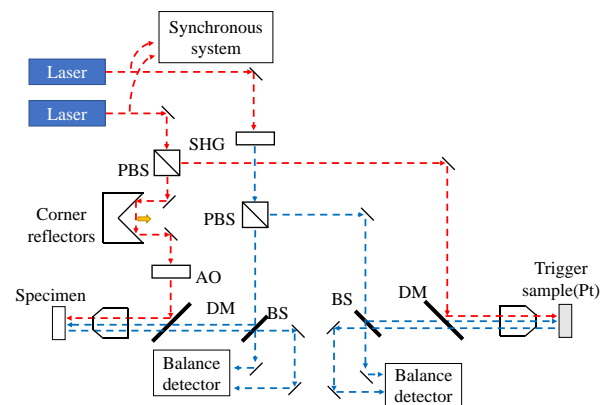 Synchronous
system
Laser
Laser
SHG
PBS
PBS
Corner
reflectors
AO
Specimen
DM
BS
BS
DM
Trigger
sample(Pt)
Balance
detector
Balance
detector